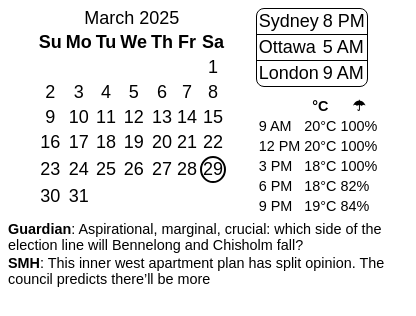 March 2025
Su Mo Tu We Th Fr Sa
1
2 3 4 5 6 7 8
9 10 11 12 13 14 15
16 17 18 19 20 21 22
23 24 25 26 27 28 29
30 31
Sydney 8 PM
Ottawa 5 AM
London 9 AM
°C ☂
9 AM 20°C 100%
12 PM 20°C 100%
3 PM 18°C 100%
6 PM 18°C 82%
9 PM 19°C 84%
Guardian: Aspirational, marginal, crucial: which side of the
election line will Bennelong and Chisholm fall?
SMH: This inner west apartment plan has split opinion. The
council predicts there’ll be more